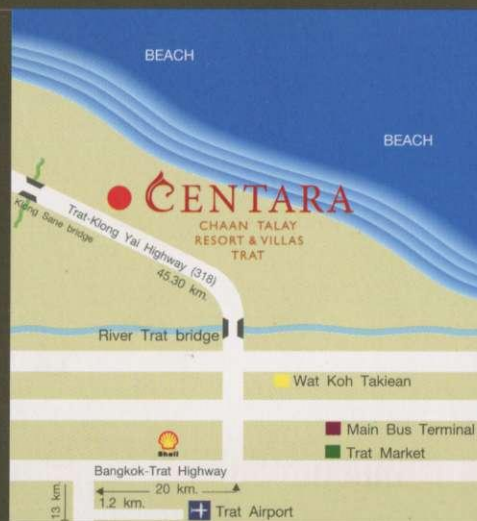 BEACH
BEACH
CENTARA
CHAAN TALAY
RESORT & VILLAS
TRAT
Klong Sane bridge
Trat-Klong Yai Highway (318)
45.30 km.
River Trat bridge
Wat Koh Takiean
Main Bus Terminal
Shell
Trat Market
Bangkok-Trat Highway
20 km.
1.2 km.
13 km.
Trat Airport